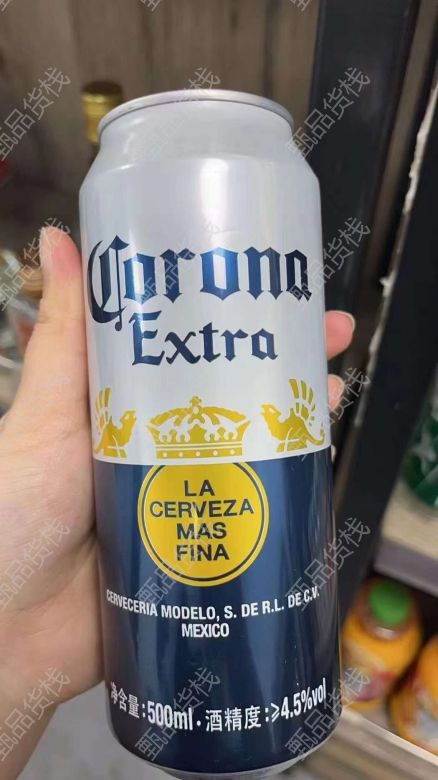 Corona
Extra
LA
CERVEZA
MAS
FINA
CERVECERIA MODELO, S. DE R.L. DE C.V.
MEXICO
净含量:500ml·酒精度:≥4.5%vol
甄品货栈